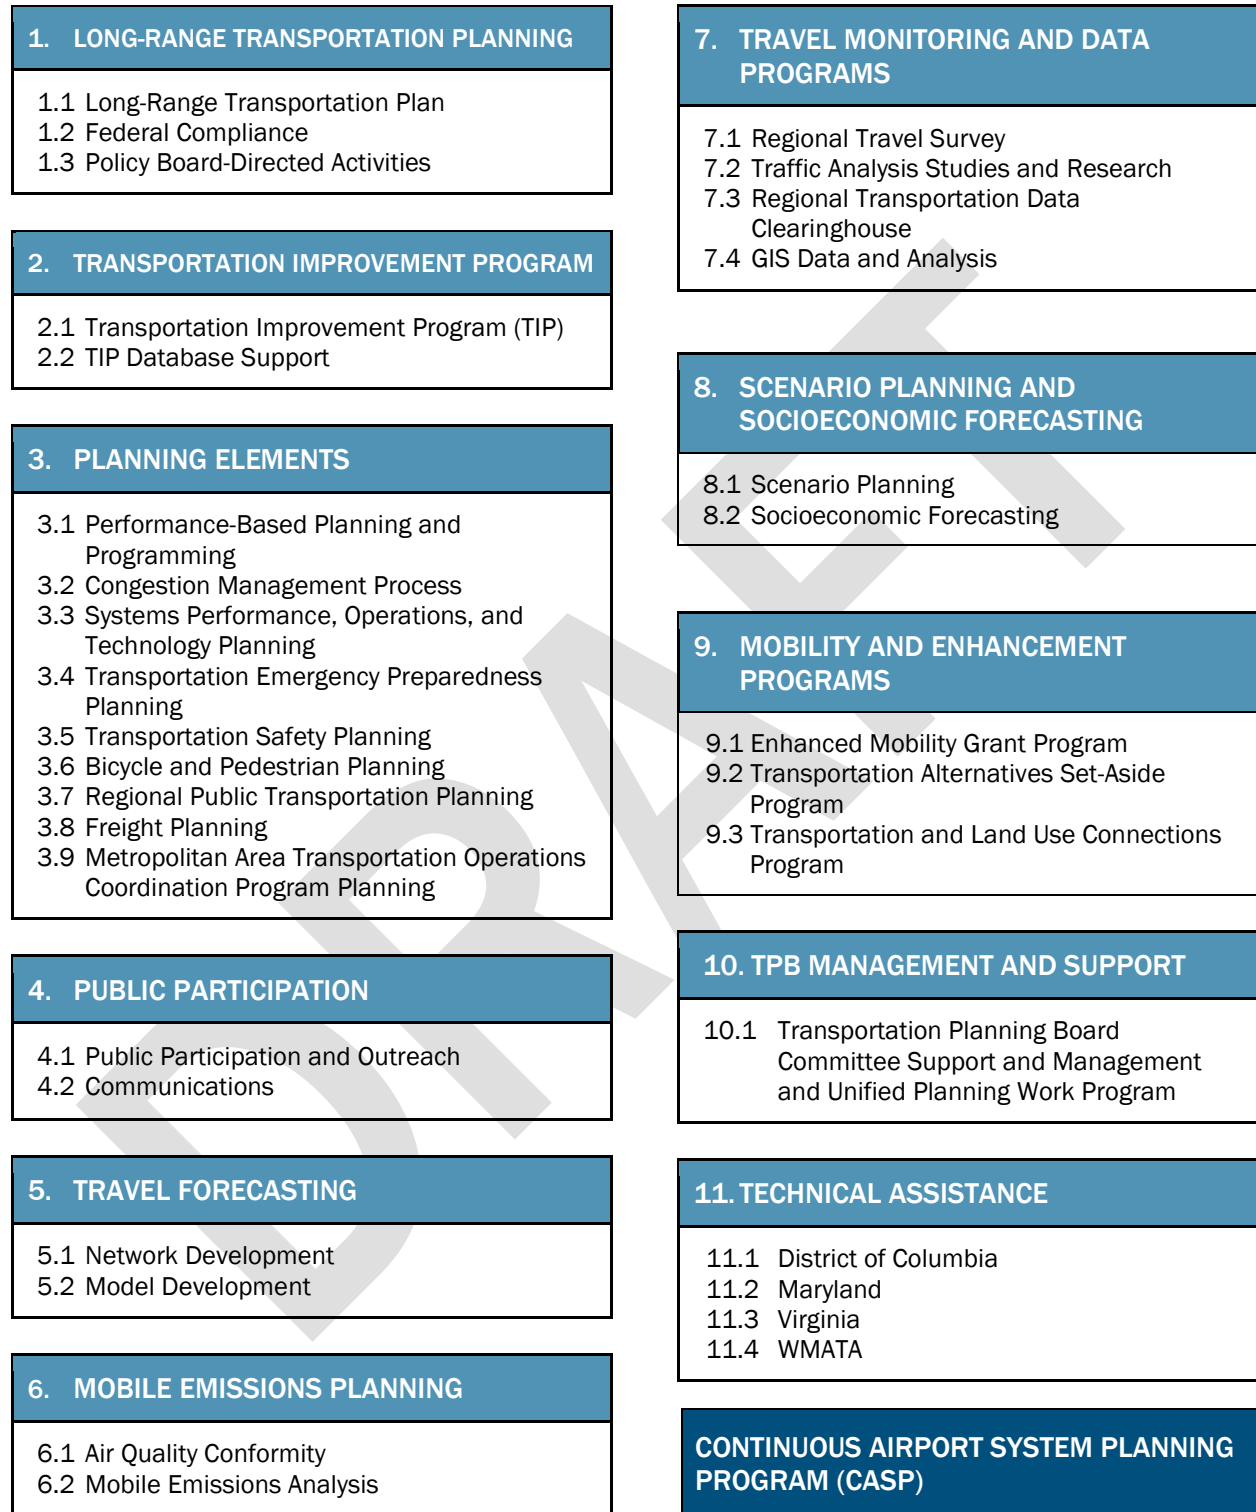 1. LONG-RANGE TRANSPORTATION PLANNING
1.1 Long-Range Transportation Plan
1.2 Federal Compliance
1.3 Policy Board-Directed Activities
2. TRANSPORTATION IMPROVEMENT PROGRAM
2.1 Transportation Improvement Program (TIP)
2.2 TIP Database Support
3. PLANNING ELEMENTS
3.1 Performance-Based Planning and
Programming
3.2 Congestion Management Process
3.3 Systems Performance, Operations, and
Technology Planning
3.4 Transportation Emergency Preparedness
Planning
3.5 Transportation Safety Planning
3.6 Bicycle and Pedestrian Planning
3.7 Regional Public Transportation Planning
3.8 Freight Planning
3.9 Metropolitan Area Transportation Operations
Coordination Program Planning
4. PUBLIC PARTICIPATION
4.1 Public Participation and Outreach
4.2 Communications
5. TRAVEL FORECASTING
5.1 Network Development
5.2 Model Development
6. MOBILE EMISSIONS PLANNING
6.1 Air Quality Conformity
6.2 Mobile Emissions Analysis
7. TRAVEL MONITORING AND DATA
PROGRAMS
7.1 Regional Travel Survey
7.2 Traffic Analysis Studies and Research
7.3 Regional Transportation Data
Clearinghouse
7.4 GIS Data and Analysis
8. SCENARIO PLANNING AND
SOCIOECONOMIC FORECASTING
8.1 Scenario Planning
8.2 Socioeconomic Forecasting
9. MOBILITY AND ENHANCEMENT
PROGRAMS
9.1 Enhanced Mobility Grant Program
9.2 Transportation Alternatives Set-Aside
Program
9.3 Transportation and Land Use Connections
Program
10. TPB MANAGEMENT AND SUPPORT
10.1 Transportation Planning Board
Committee Support and Management
and Unified Planning Work Program
11. TECHNICAL ASSISTANCE
11.1 District of Columbia
11.2 Maryland
11.3 Virginia
11.4 WMATA
CONTINUOUS AIRPORT SYSTEM PLANNING
PROGRAM (CASP)
DRAFT